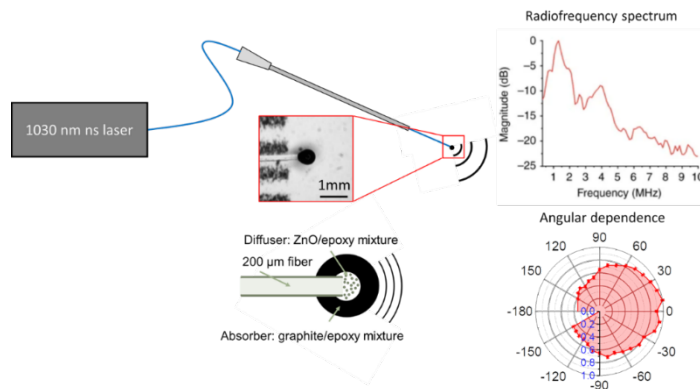 Radiofrequency spectrum
1030 nm ns laser
1mm
Magnitude (dB)
0
−5
−10
−15
−20
−25
1 2 3 4 5 6 7 8 9 10
Frequency (MHz)
Diffuser: ZnO/epoxy mixture
200 µm fiber
Absorber: graphite/epoxy mixture
Angular dependence
90
120 60
150 30
-180 0
-150 -30
-120 -60
-90
0.0
0.2
0.4
0.6
0.8
1.0